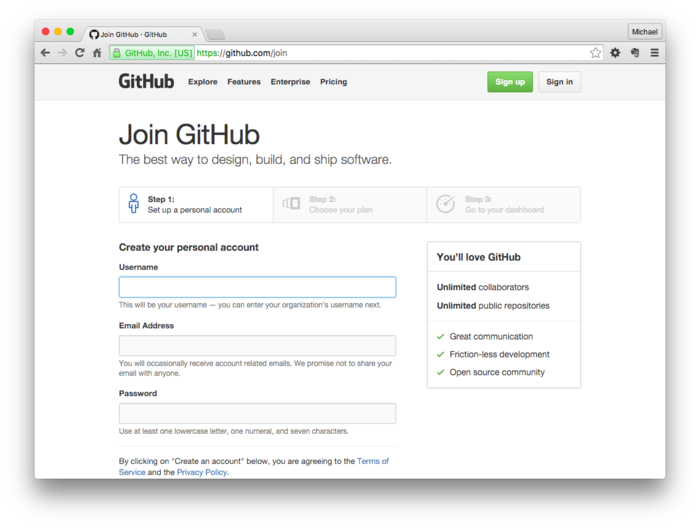 Join GitHub · GitHub
Michael
GitHub, Inc. [US] https://github.com/join
GitHub Explore Features Enterprise Pricing Sign up Sign in
Join GitHub
The best way to design, build, and ship software.
Step 1:
Set up a personal account
Step 2:
Choose your plan
Step 3:
Go to your dashboard
Create your personal account
Username
This will be your username — you can enter your organization's username next.
Email Address
You will occasionally receive account related emails. We promise not to share your
email with anyone.
Password
Use at least one lowercase letter, one numeral, and seven characters.
By clicking on "Create an account" below, you are agreeing to the Terms of
Service and the Privacy Policy.
You'll love GitHub
Unlimited collaborators
Unlimited public repositories
Great communication
Friction-less development
Open source community